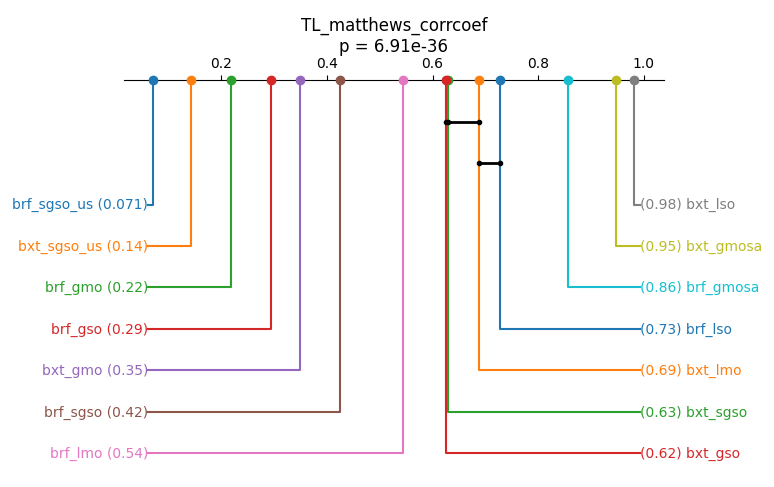 TL_matthews_corrcoef
p = 6.91e-36
0.2 0.4 0.6 0.8 1.0
brf_sgso_us (0.071) (0.98) bxt_lso
bxt_sgso_us (0.14) (0.95) bxt_gmosa
brf_gmo (0.22) (0.86) brf_gmosa
brf_gso (0.29) (0.73) brf_lso
bxt_gmo (0.35) (0.69) bxt_lmo
brf_sgso (0.42) (0.63) bxt_sgso
brf_lmo (0.54) (0.62) bxt_gso